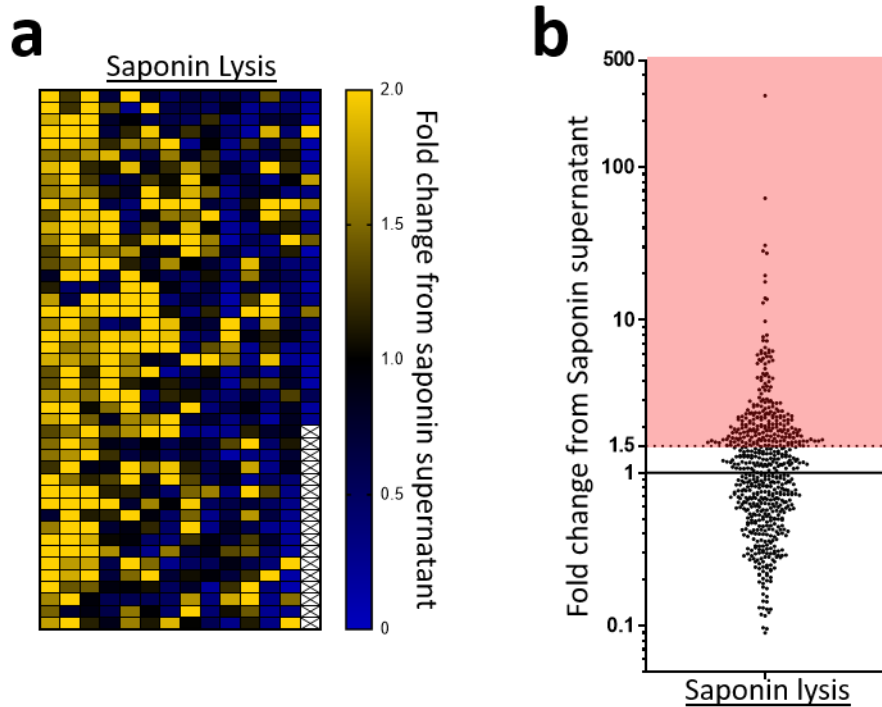 a
Saponin Lysis
2.0
1.5
1.0
0.5
0
Fold change from saponin supernatant
b
Fold change from Saponin supernatant
500
100
10
1.5
1
0.1
Saponin lysis